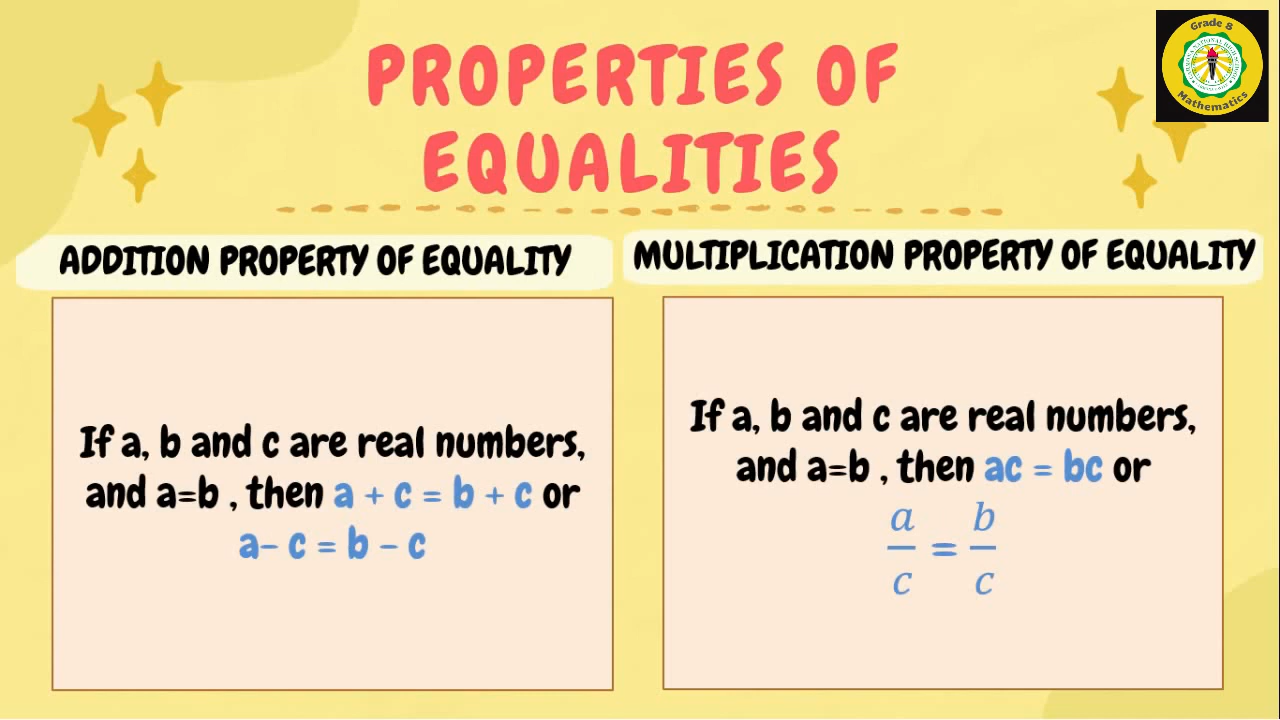 Grade 8
Mathematics
PROPERTIES OF
EQUALITIES
ADDITION PROPERTY OF EQUALITY
If a, b and c are real numbers,
and a=b , then a + c = b + c or
a– c = b – c
MULTIPLICATION PROPERTY OF EQUALITY
If a, b and c are real numbers,
and a=b , then ac = bc or
a/c = b/c